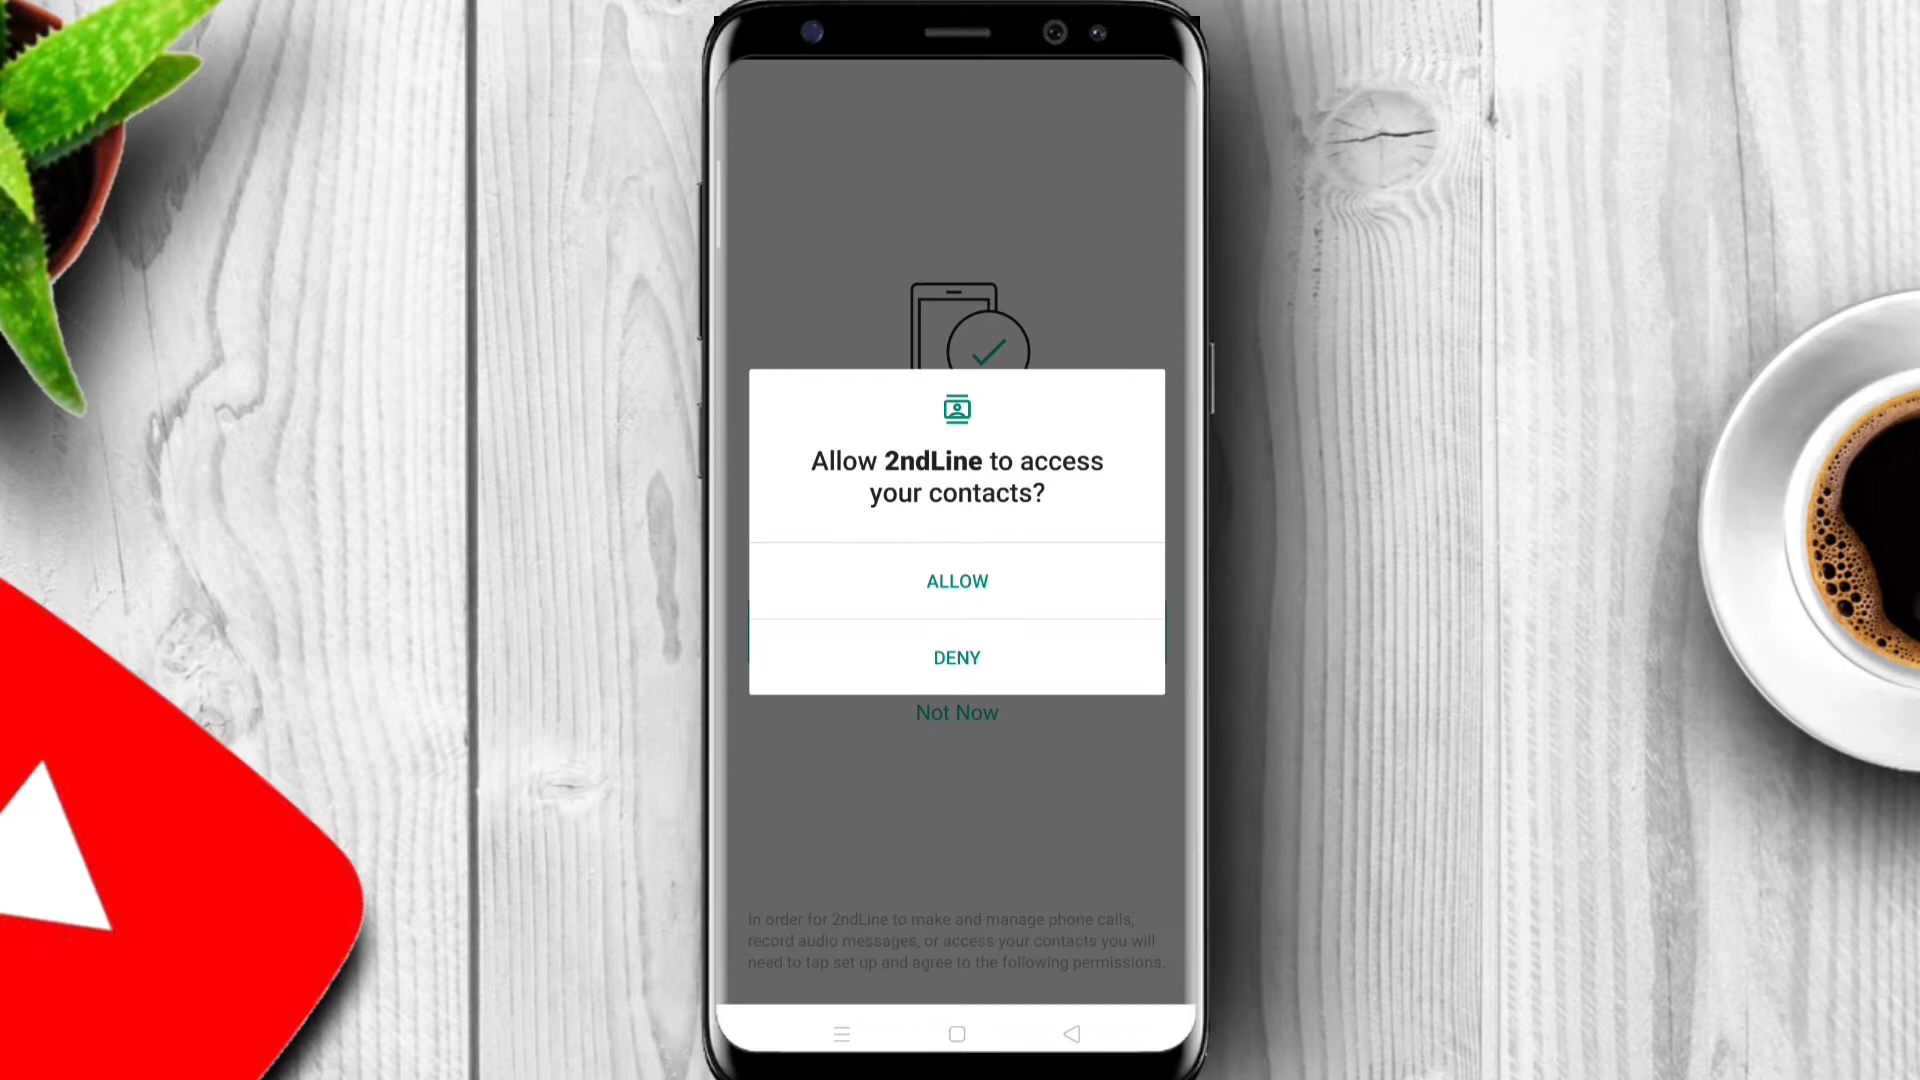 Allow 2ndLine to access
your contacts?
ALLOW
DENY
Not Now
In order for 2ndLine to make and manage phone calls,
record audio messages, or access your contacts you will
need to tap set up and agree to the following permissions.